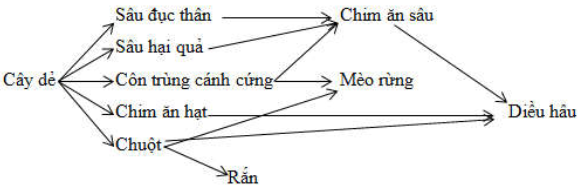 Sâu đục thân
Chim ăn sâu
Sâu hại quả
Cây dẻ
Côn trùng cánh cứng
Mèo rừng
Chim ăn hạt
Diều hâu
Chuột
Rắn